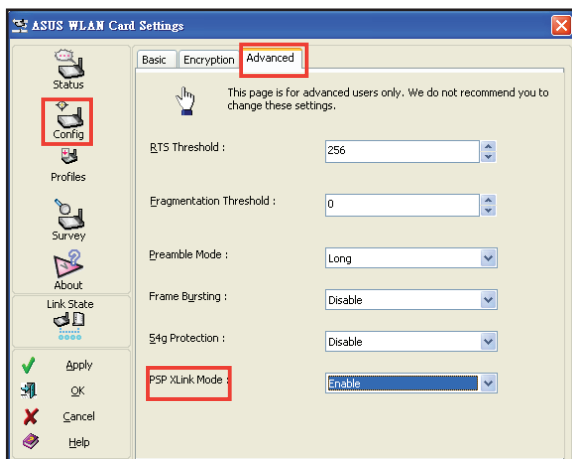 ASUS WLAN Card Settings
Status
Config
Profiles
Survey
About
Link State
Apply
OK
Cancel
Help
Basic
Encryption
Advanced
This page is for advanced users only. We do not recommend you to
change these settings.
RTS Threshold :
256
Fragmentation Threshold :
0
Preamble Mode :
Long
Frame Bursting :
Disable
54g Protection :
Disable
PSP XLink Mode :
Enable